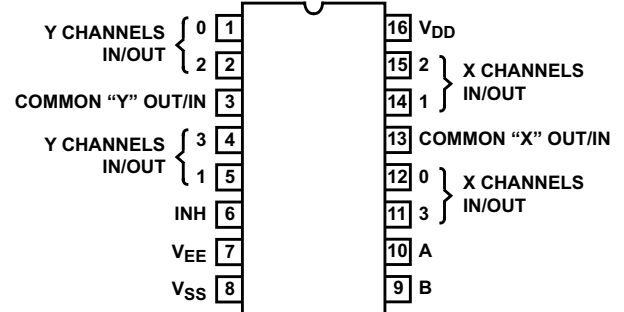 Y CHANNELS
IN/OUT
0 1
2 2
COMMON “Y” OUT/IN 3
Y CHANNELS
IN/OUT
3 4
1 5
INH 6
VEE 7
VSS 8
16 VDD
15 2
14 1
X CHANNELS
IN/OUT
13 COMMON “X” OUT/IN
12 0
11 3
X CHANNELS
IN/OUT
10 A
9 B